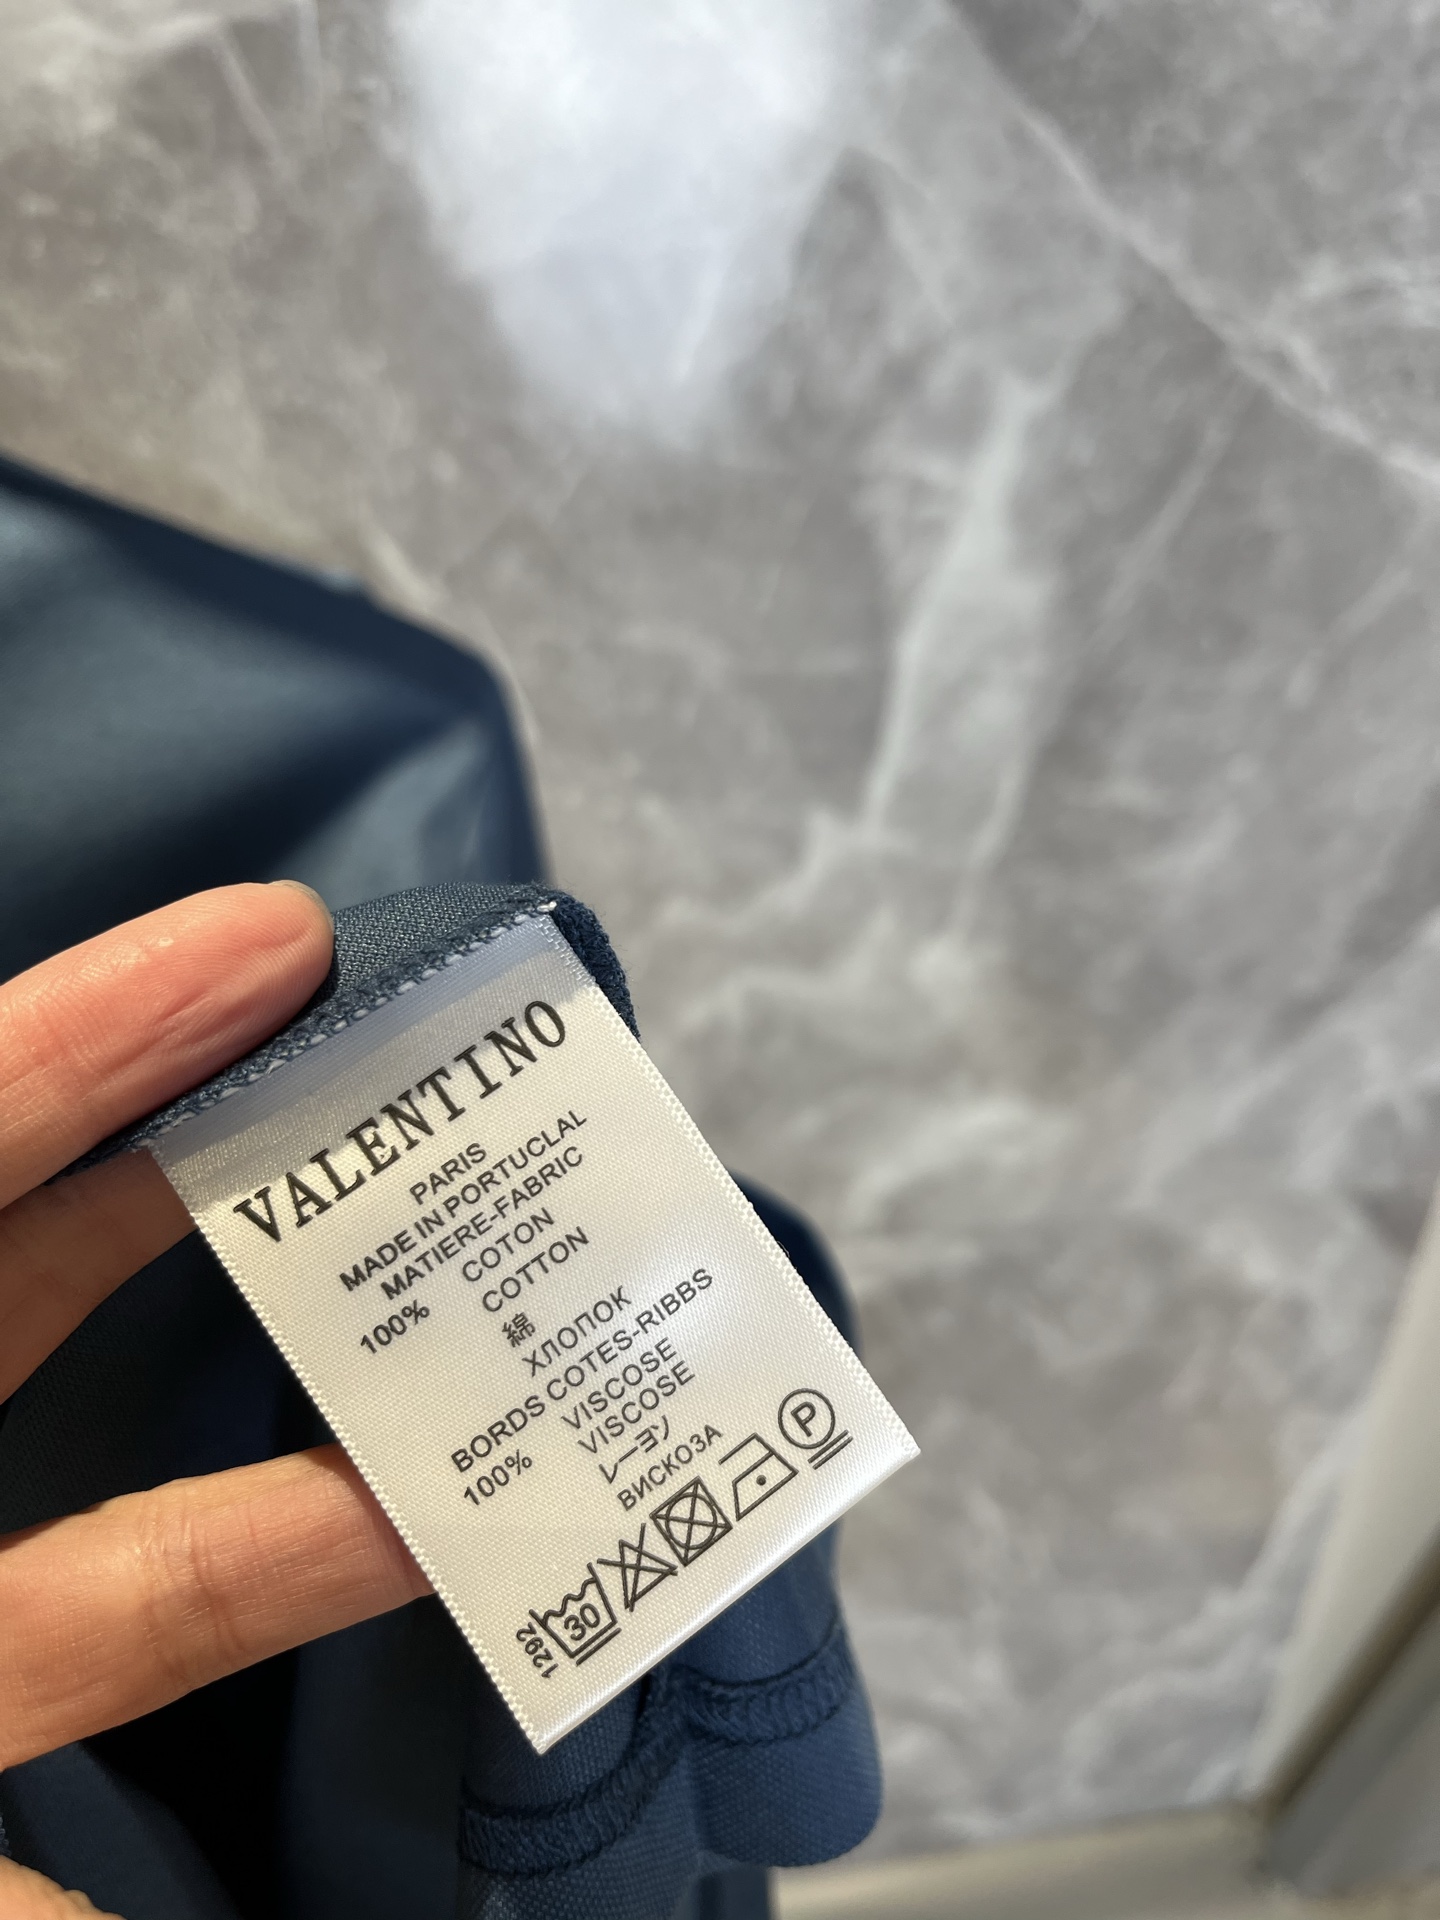 VALENTINO
PARIS
MADE IN PORTUCLAL
MATIERE-FABRIC
100% COTON
COTTON
綿
ХЛОПОК
BORDS COTES-RIBBS
100% VISCOSE
VISCOSE
レーヨン
ВИСКОЗА
1292 30 P